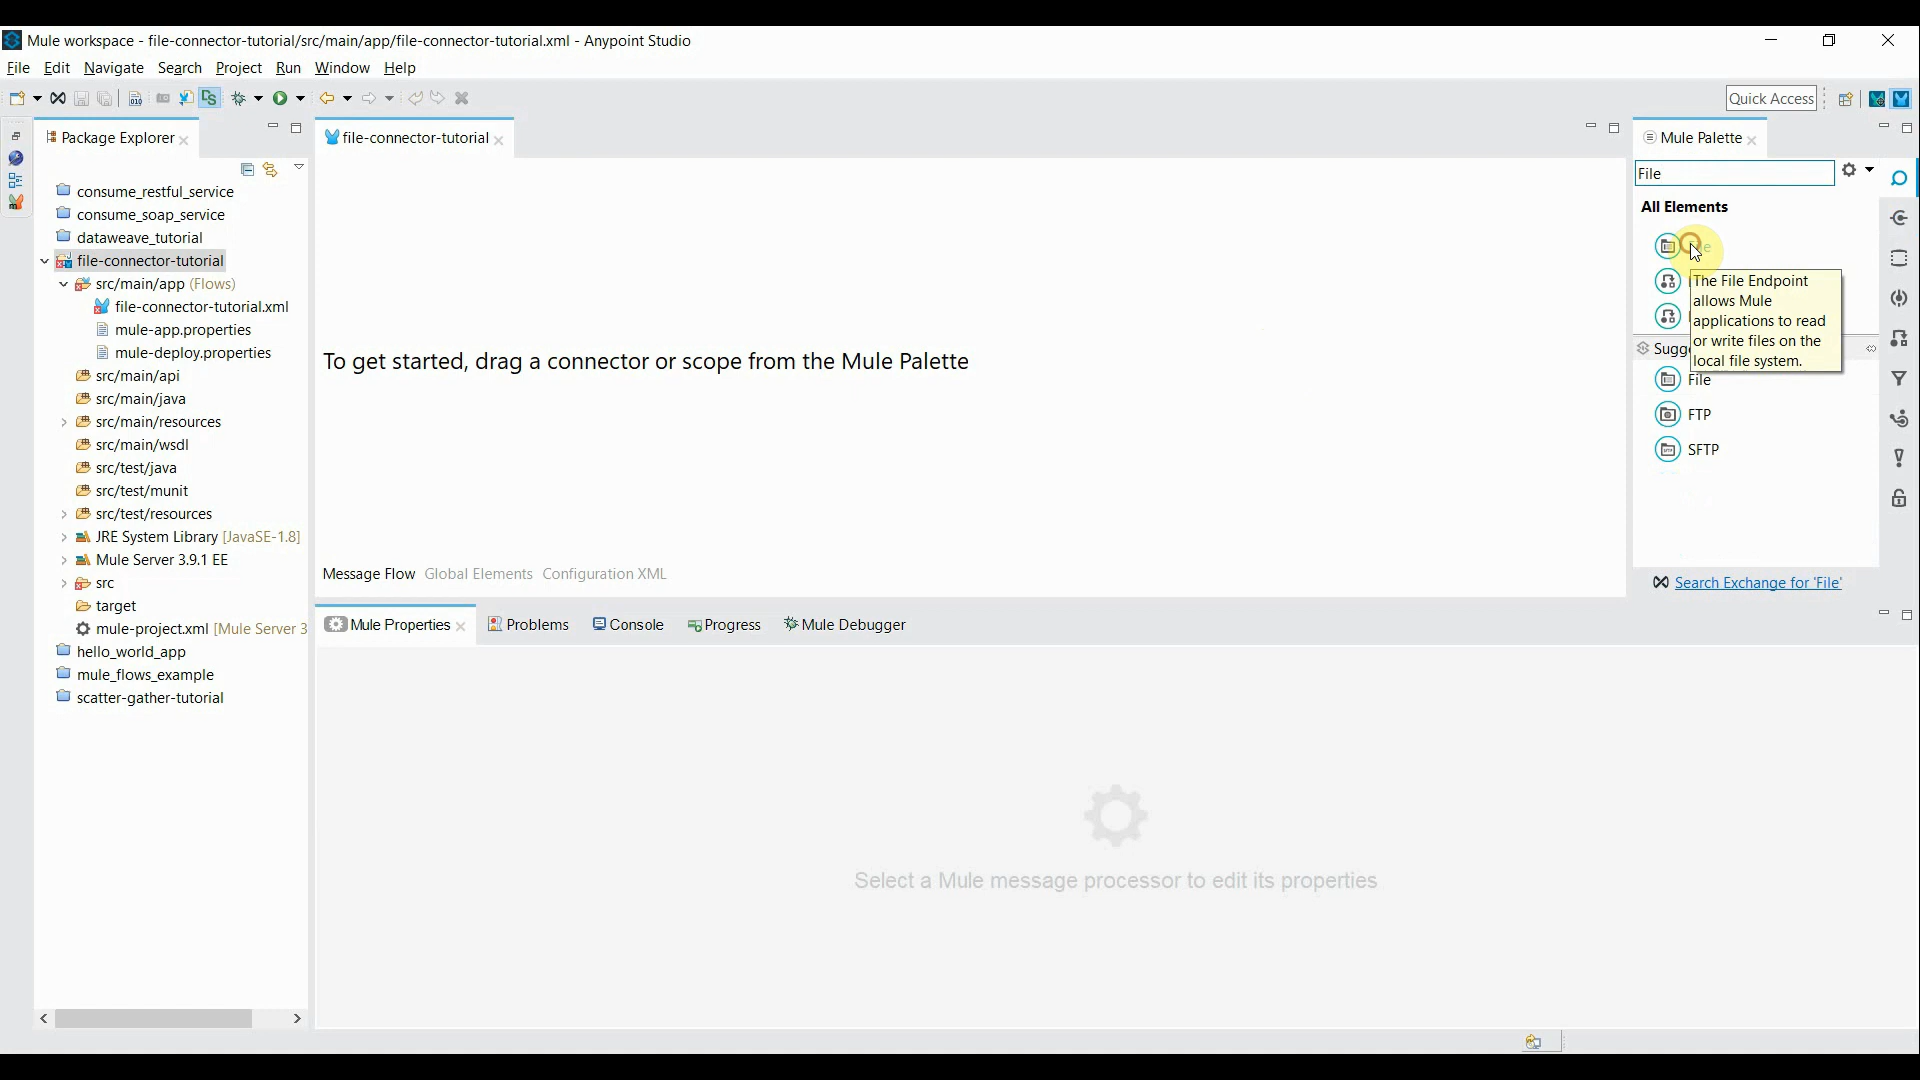 Mule workspace - file-connector-tutorial/src/main/app/file-connector-tutorial.xml - Anypoint Studio
File Edit Navigate Search Project Run Window Help
Quick Access
Package Explorer
file-connector-tutorial
Mule Palette
File
All Elements
consume_restful_service
consume_soap_service
dataweave_tutorial
file-connector-tutorial
src/main/app (Flows)
file-connector-tutorial.xml
mule-app.properties
mule-deploy.properties
src/main/api
src/main/java
src/main/resources
src/main/wsdl
src/test/java
src/test/munit
src/test/resources
JRE System Library [JavaSE-1.8]
Mule Server 3.9.1 EE
src
target
mule-project.xml [Mule Server 3
hello_world_app
mule_flows_example
scatter-gather-tutorial
To get started, drag a connector or scope from the Mule Palette
Message Flow Global Elements Configuration XML
The File Endpoint
allows Mule
applications to read
or write files on the
local file system.
Sugg
File
FTP
SFTP
Search Exchange for 'File'
Mule Properties Problems Console Progress Mule Debugger
Select a Mule message processor to edit its properties